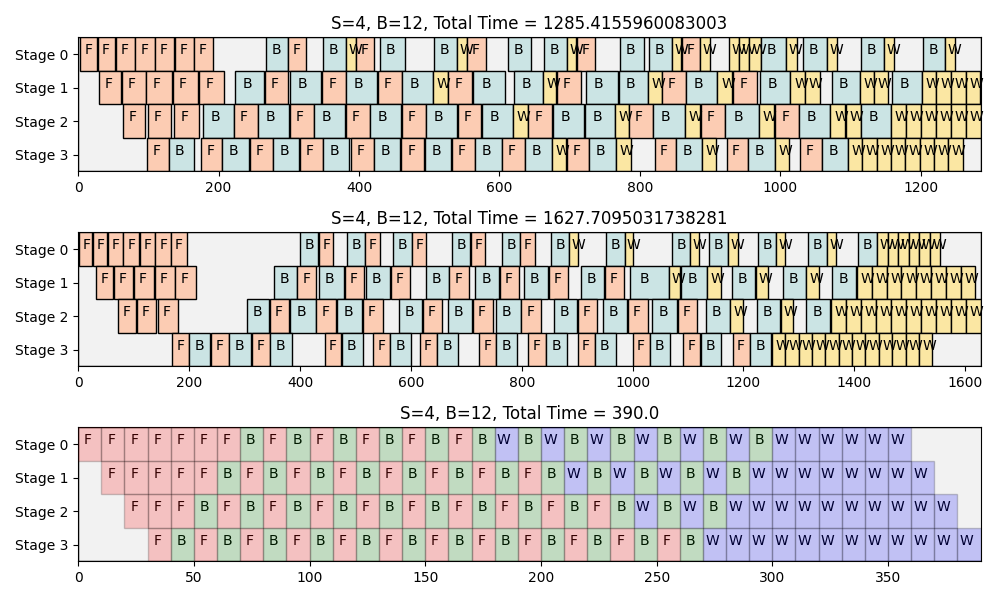 S=4, B=12, Total Time = 1285.4155960083003
Stage 0 F F F F F F F B F B W F B B W F B B W F B B W F W W W W B W B W B W B W
Stage 1 F F F F F B F B F B F B W F B B W F B B W F B W F B W W B W W B W W W W
Stage 2 F F F B F B F B F B F B F B W F B B W F B W F B W F B W W B W W W W W W
Stage 3 F B F B F B F B F B F B F B W F B W F B W F B W F B W W W W W W W W
0 200 400 600 800 1000 1200
S=4, B=12, Total Time = 1627.7095031738281
Stage 0 F F F F F F F B F B F B F B F B F B W B W B W B W B W B W B W W W W W W
Stage 1 F F F F F B F B F B F B F B F B F B F B W B W B W B W B W W W W W W W W
Stage 2 F F F B F B F B F B F B F B F B F B F B F B W B W B W W W W W W W W W W
Stage 3 F B F B F B F B F B F B F B F B F B F B F B F B W W W W W W W W W W W W
0 200 400 600 800 1000 1200 1400 1600
S=4, B=12, Total Time = 390.0
Stage 0 F F F F F F F B F B F B F B F B F B W B W B W B W B W B W B W W W W W W
Stage 1 F F F F F B F B F B F B F B F B F B F B W B W B W B W B W W W W W W W W
Stage 2 F F F B F B F B F B F B F B F B F B F B F B W B W B W W W W W W W W W W
Stage 3 F B F B F B F B F B F B F B F B F B F B F B F B W W W W W W W W W W W W
0 50 100 150 200 250 300 350